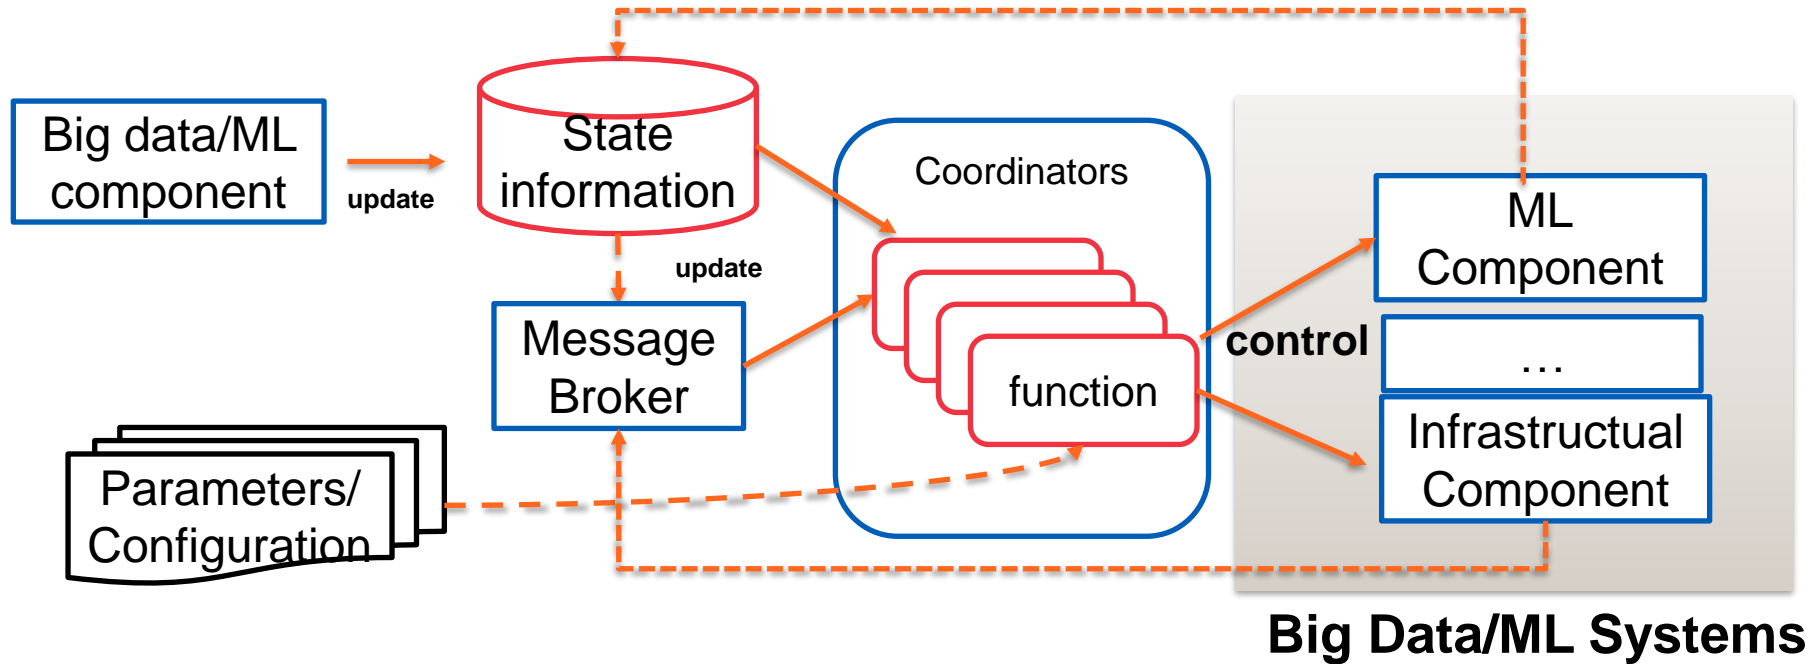 Big data/ML
component
update
State
information
update
Message
Broker
Parameters/
Configuration
Coordinators
function
control
ML
Component
...
Infrastructual
Component
Big Data/ML Systems